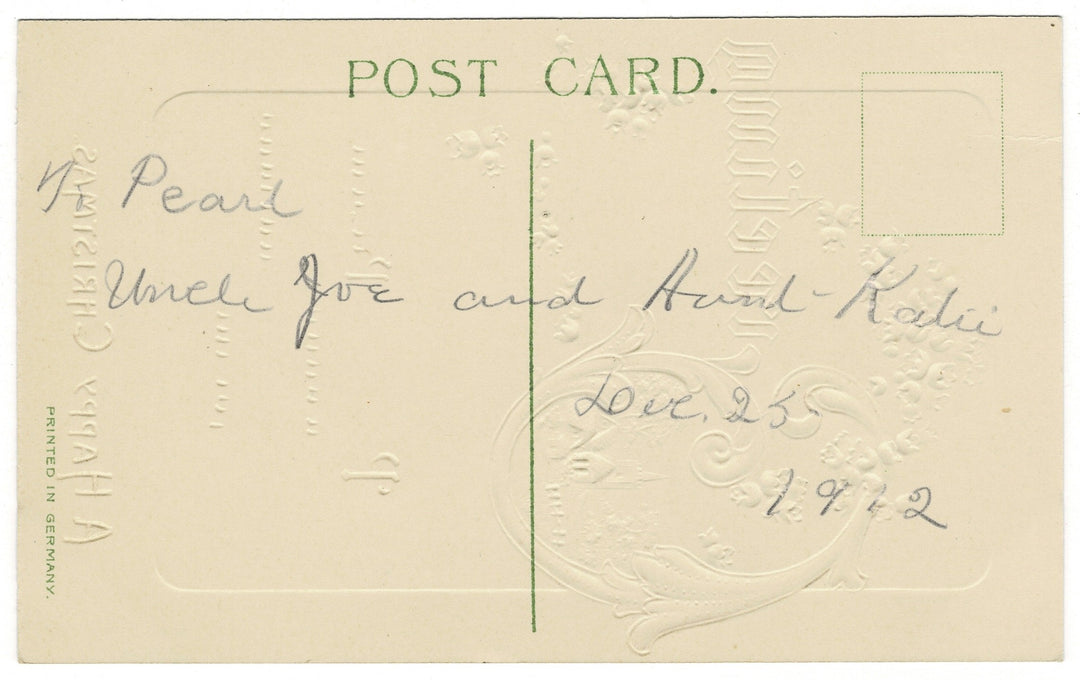 POST CARD.
To Pearl
Uncle Joe and Aunt Katie
Dec. 25
1912
PRINTED IN GERMANY.
A HAPPY CHRISTMAS